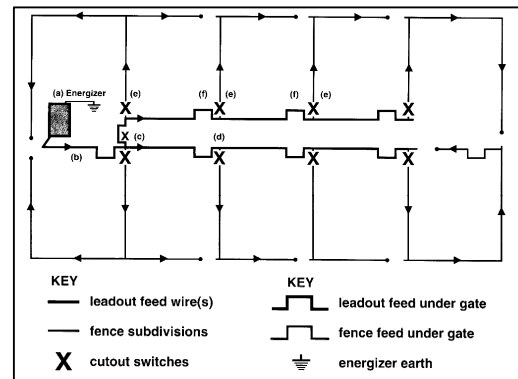 (a) Energizer
(e)
(f)
(e)
(f)
(e)
X
X
X
X
X
(c)
(d)
(b)
X
X
X
X
KEY
leadout feed wire(s)
fence subdivisions
X cutout switches
KEY
leadout feed under gate
fence feed under gate
energizer earth